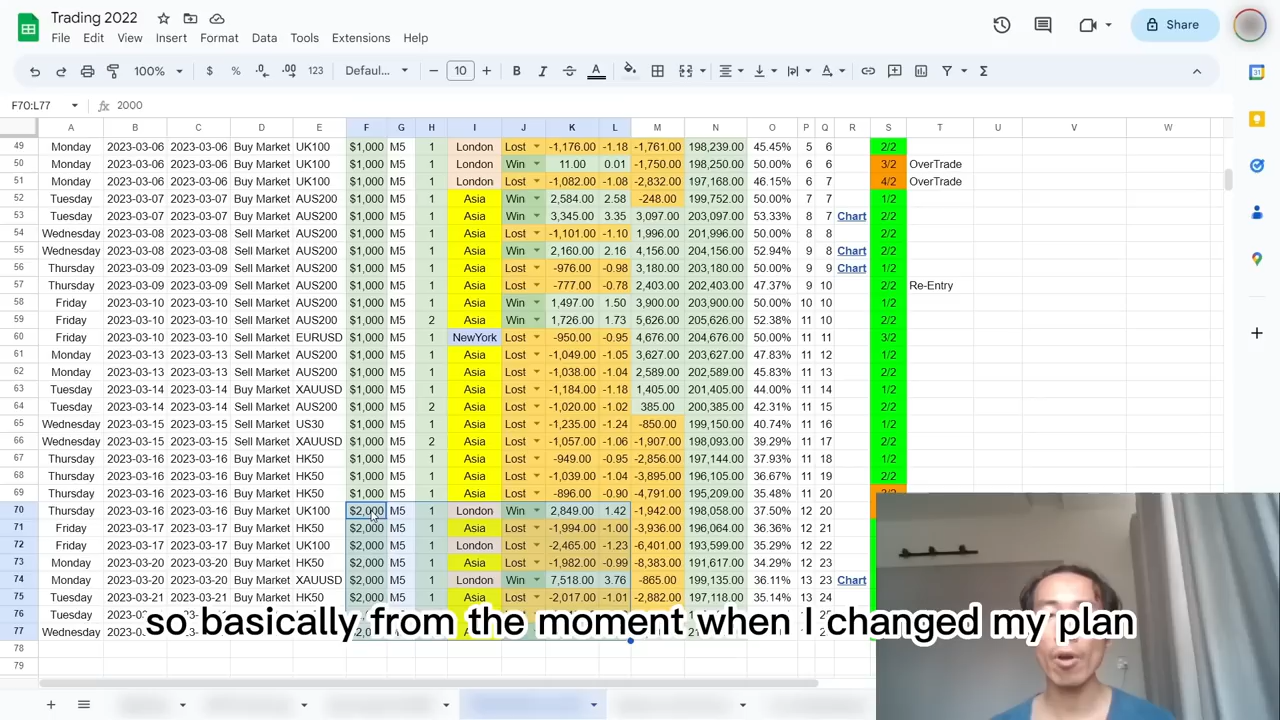 Trading 2022
File Edit View Insert Format Data Tools Extensions Help
Share
100% $ % .0 .00 123 Defaul... 10 B I A
F70:L77 fx 2000
A B C D E F G H I J K L M N O P Q R S T U V W
49 Monday 2023-03-06 2023-03-06 Buy Market UK100 $1,000 M5 1 London Lost -1,176.00 -1.18 -1,761.00 198,239.00 45.45% 5 6 2/2
50 Monday 2023-03-06 2023-03-06 Buy Market UK100 $1,000 M5 1 London Win 11.00 0.01 -1,750.00 198,250.00 50.00% 6 6 3/2 OverTrade
51 Monday 2023-03-06 2023-03-06 Buy Market UK100 $1,000 M5 1 London Lost -1,082.00 -1.08 -2,832.00 197,168.00 46.15% 6 7 4/2 OverTrade
52 Tuesday 2023-03-07 2023-03-07 Buy Market AUS200 $1,000 M5 1 Asia Win 2,584.00 2.58 -248.00 199,752.00 50.00% 7 7 1/2
53 Tuesday 2023-03-07 2023-03-07 Sell Market AUS200 $1,000 M5 1 Asia Win 3,345.00 3.35 3,097.00 203,097.00 53.33% 8 7 Chart 2/2
54 Wednesday 2023-03-08 2023-03-08 Sell Market AUS200 $1,000 M5 1 Asia Lost -1,101.00 -1.10 1,996.00 201,996.00 50.00% 8 8 2/2
55 Wednesday 2023-03-08 2023-03-08 Sell Market AUS200 $1,000 M5 1 Asia Win 2,160.00 2.16 4,156.00 204,156.00 52.94% 9 8 Chart 2/2
56 Thursday 2023-03-09 2023-03-09 Sell Market AUS200 $1,000 M5 1 Asia Lost -976.00 -0.98 3,180.00 203,180.00 50.00% 9 9 Chart 1/2
57 Thursday 2023-03-09 2023-03-09 Sell Market AUS200 $1,000 M5 1 Asia Lost -777.00 -0.78 2,403.00 202,403.00 47.37% 9 10 2/2 Re-Entry
58 Friday 2023-03-10 2023-03-10 Sell Market AUS200 $1,000 M5 1 Asia Win 1,497.00 1.50 3,900.00 203,900.00 50.00% 10 10 1/2
59 Friday 2023-03-10 2023-03-10 Sell Market AUS200 $1,000 M5 2 Asia Win 1,726.00 1.73 5,626.00 205,626.00 52.38% 11 10 2/2
60 Friday 2023-03-10 2023-03-10 Sell Market EURUSD $1,000 M5 1 NewYork Lost -950.00 -0.95 4,676.00 204,676.00 50.00% 11 11 3/2
61 Monday 2023-03-13 2023-03-13 Buy Market AUS200 $1,000 M5 1 Asia Lost -1,049.00 -1.05 3,627.00 203,627.00 47.83% 11 12 1/2
62 Monday 2023-03-13 2023-03-13 Sell Market AUS200 $1,000 M5 1 Asia Lost -1,038.00 -1.04 2,589.00 202,589.00 45.83% 11 13 2/2
63 Tuesday 2023-03-14 2023-03-14 Buy Market XAUUSD $1,000 M5 1 Asia Lost -1,184.00 -1.18 1,405.00 201,405.00 44.00% 11 14 1/2
64 Tuesday 2023-03-14 2023-03-14 Sell Market AUS200 $1,000 M5 2 Asia Lost -1,020.00 -1.02 385.00 200,385.00 42.31% 11 15 2/2
65 Wednesday 2023-03-15 2023-03-15 Sell Market US30 $1,000 M5 1 Asia Lost -1,235.00 -1.24 -850.00 199,150.00 40.74% 11 16 1/2
66 Wednesday 2023-03-15 2023-03-15 Sell Market XAUUSD $1,000 M5 2 Asia Lost -1,057.00 -1.06 -1,907.00 198,093.00 39.29% 11 17 2/2
67 Thursday 2023-03-16 2023-03-16 Sell Market HK50 $1,000 M5 1 Asia Lost -949.00 -0.95 -2,856.00 197,144.00 37.93% 11 18 1/2
68 Thursday 2023-03-16 2023-03-16 Buy Market HK50 $1,000 M5 1 Asia Lost -1,039.00 -1.04 -3,895.00 196,105.00 36.67% 11 19 2/2
69 Thursday 2023-03-16 2023-03-16 Buy Market HK50 $1,000 M5 1 Asia Lost -896.00 -0.90 -4,791.00 195,209.00 35.48% 11 20
70 Thursday 2023-03-16 2023-03-16 Buy Market UK100 $2,000 M5 1 London Win 2,849.00 1.42 -1,942.00 198,058.00 37.50% 12 20
71 Friday 2023-03-17 2023-03-17 Buy Market HK50 $2,000 M5 1 Asia Lost -1,994.00 -1.00 -3,936.00 196,064.00 36.36% 12 21
72 Friday 2023-03-17 2023-03-17 Buy Market UK100 $2,000 M5 1 London Lost -2,465.00 -1.23 -6,401.00 193,599.00 35.29% 12 22
73 Monday 2023-03-20 2023-03-20 Buy Market HK50 $2,000 M5 1 Asia Lost -1,982.00 -0.99 -8,383.00 191,617.00 34.29% 12 23
74 Monday 2023-03-20 2023-03-20 Buy Market XAUUSD $2,000 M5 1 London Win 7,518.00 3.76 -865.00 199,135.00 36.11% 13 23 Chart
75 Tuesday 2023-03-21 2023-03-21 Buy Market HK50 $2,000 M5 1 Asia Lost -2,017.00 -1.01 -2,882.00 197,118.00 35.14% 13 24
76 Tuesday
77 Wednesday
78
79
so basically from the moment when I changed my plan